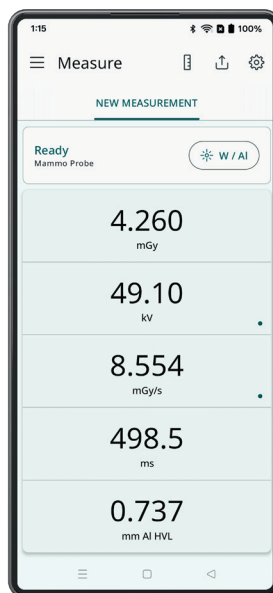 1:15 100%
Measure
NEW MEASUREMENT
Ready
Mammo Probe
W / Al
4.260
mGy
49.10
kV
8.554
mGy/s
498.5
ms
0.737
mm Al HVL